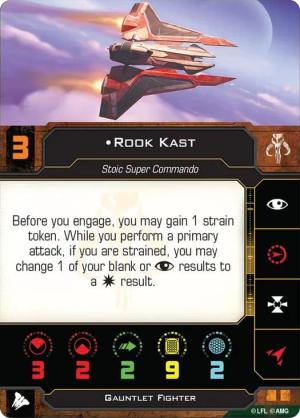 3
•Rook Kast
Stoic Super Commando
Before you engage, you may gain 1 strain
token. While you perform a primary
attack, if you are strained, you may
change 1 of your blank or results to
a result.
3 2 2 9 2
Gauntlet Fighter
©LFL ©AMG